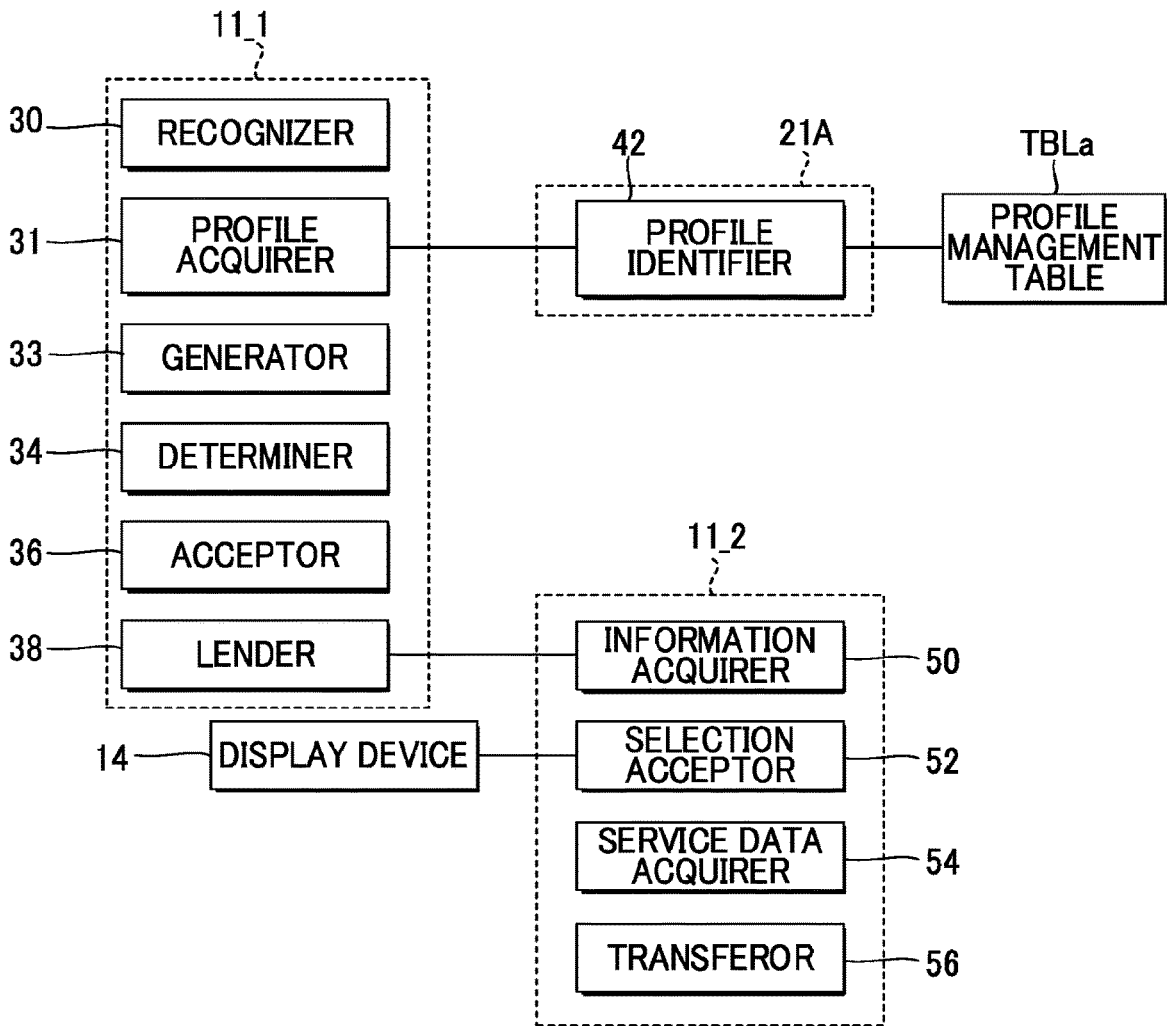 11_1
30
RECOGNIZER
31
PROFILE
ACQUIRER
33
GENERATOR
34
DETERMINER
36
ACCEPTOR
38
LENDER
14
DISPLAY DEVICE
42
21A
PROFILE
IDENTIFIER
TBLa
PROFILE
MANAGEMENT
TABLE
11_2
INFORMATION
ACQUIRER
50
SELECTION
ACCEPTOR
52
SERVICE DATA
ACQUIRER
54
TRANSFEROR
56